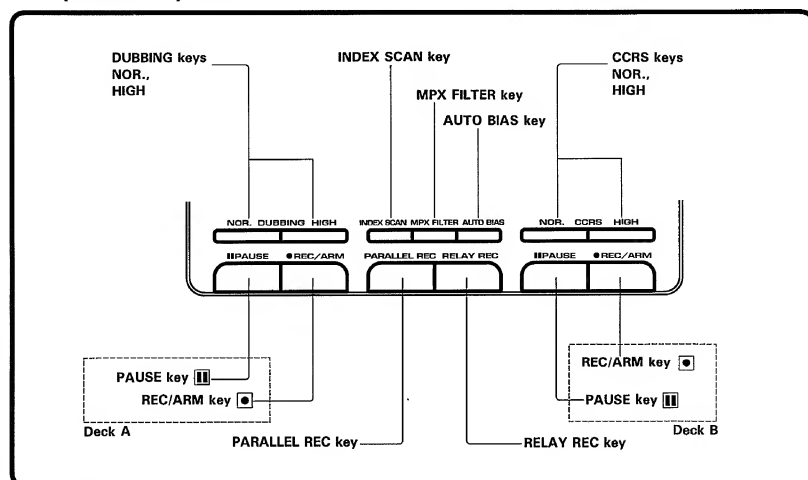 DUBBING keys
NOR.,
HIGH
INDEX SCAN key
MPX FILTER key
AUTO BIAS key
CCRS keys
NOR.,
HIGH
NOR. DUBBING HIGH
INDEX SCAN MPX FILTER AUTO BIAS
NOR. CCRS HIGH
PAUSE ●REC/ARM
PARALLEL REC RELAY REC
PAUSE ●REC/ARM
PAUSE key
REC/ARM key
Deck A
REC/ARM key
PAUSE key
Deck B
PARALLEL REC key
RELAY REC key